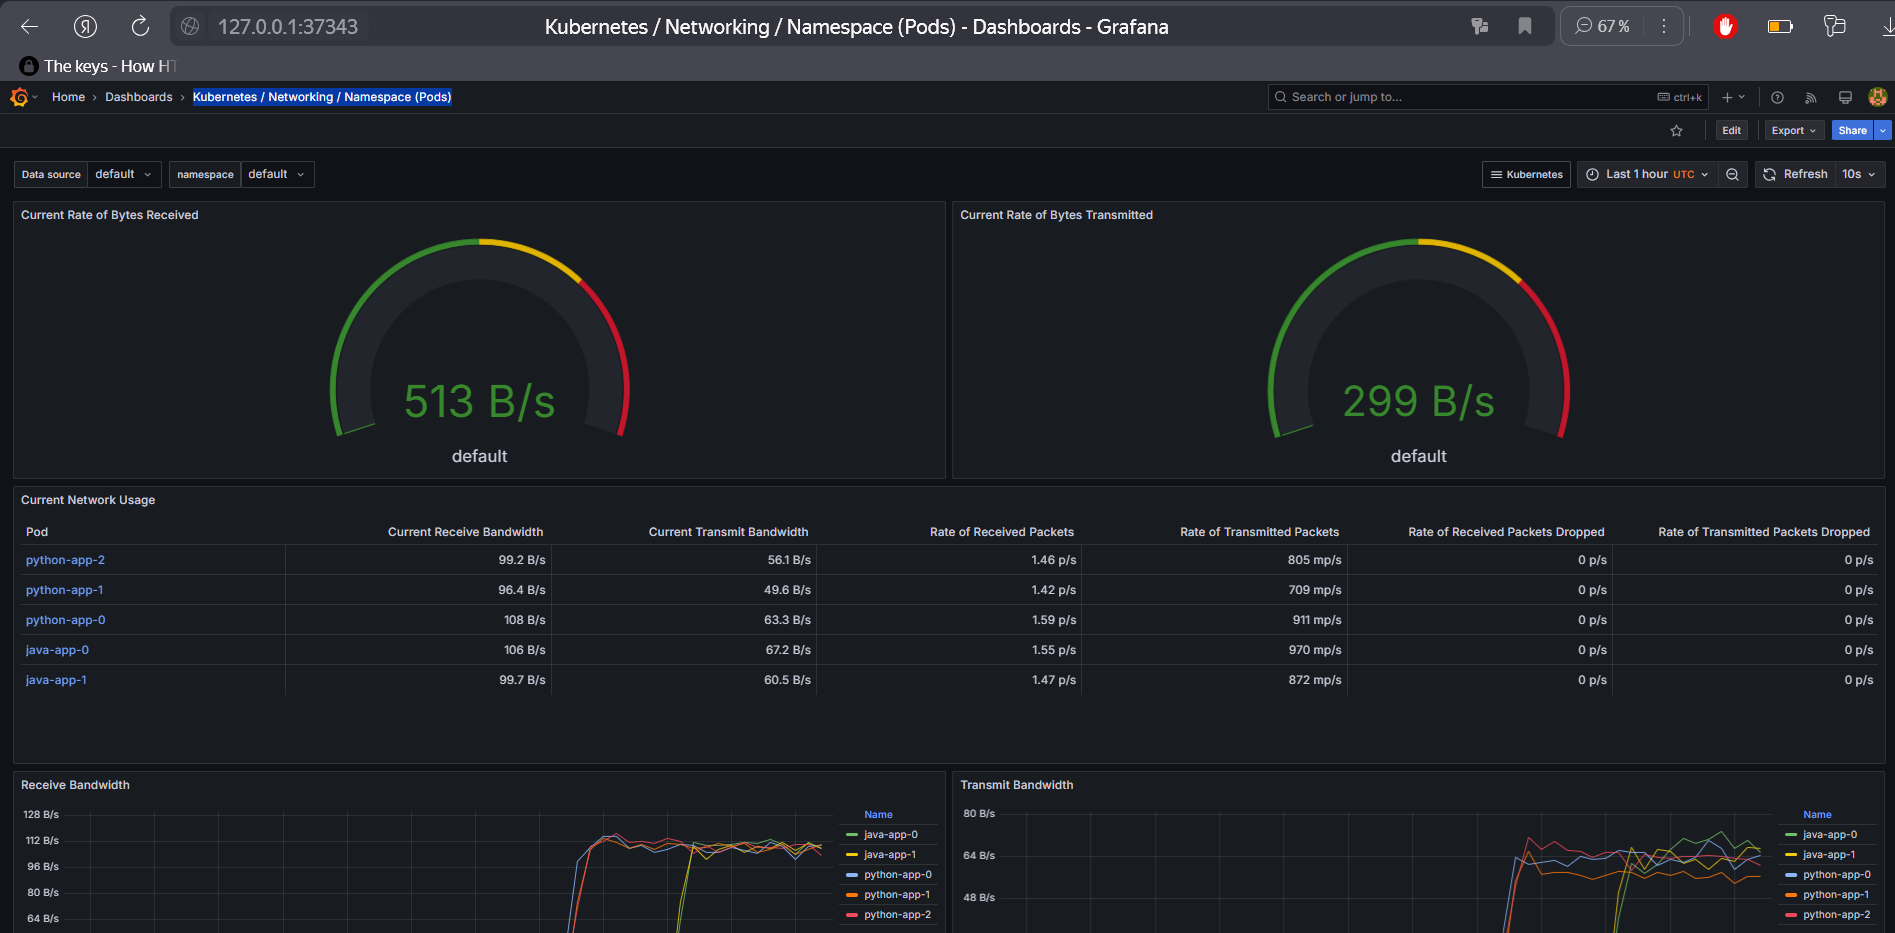 127.0.0.1:37343 Kubernetes / Networking / Namespace (Pods) - Dashboards - Grafana 67 %
The keys - How HT
Home › Dashboards › Kubernetes / Networking / Namespace (Pods) Search or jump to... ctrl+k
Edit Export Share
Data source default namespace default Kubernetes Last 1 hour UTC Refresh 10s
Current Rate of Bytes Received
513 B/s
default
Current Rate of Bytes Transmitted
299 B/s
default
Current Network Usage
Pod Current Receive Bandwidth Current Transmit Bandwidth Rate of Received Packets Rate of Transmitted Packets Rate of Received Packets Dropped Rate of Transmitted Packets Dropped
python-app-2 99.2 B/s 56.1 B/s 1.46 p/s 805 mp/s 0 p/s 0 p/s
python-app-1 96.4 B/s 49.6 B/s 1.42 p/s 709 mp/s 0 p/s 0 p/s
python-app-0 108 B/s 63.3 B/s 1.59 p/s 911 mp/s 0 p/s 0 p/s
java-app-0 106 B/s 67.2 B/s 1.55 p/s 970 mp/s 0 p/s 0 p/s
java-app-1 99.7 B/s 60.5 B/s 1.47 p/s 872 mp/s 0 p/s 0 p/s
Receive Bandwidth
128 B/s
112 B/s
96 B/s
80 B/s
64 B/s
Name
java-app-0
java-app-1
python-app-0
python-app-1
python-app-2
Transmit Bandwidth
80 B/s
64 B/s
48 B/s
Name
java-app-0
java-app-1
python-app-0
python-app-1
python-app-2